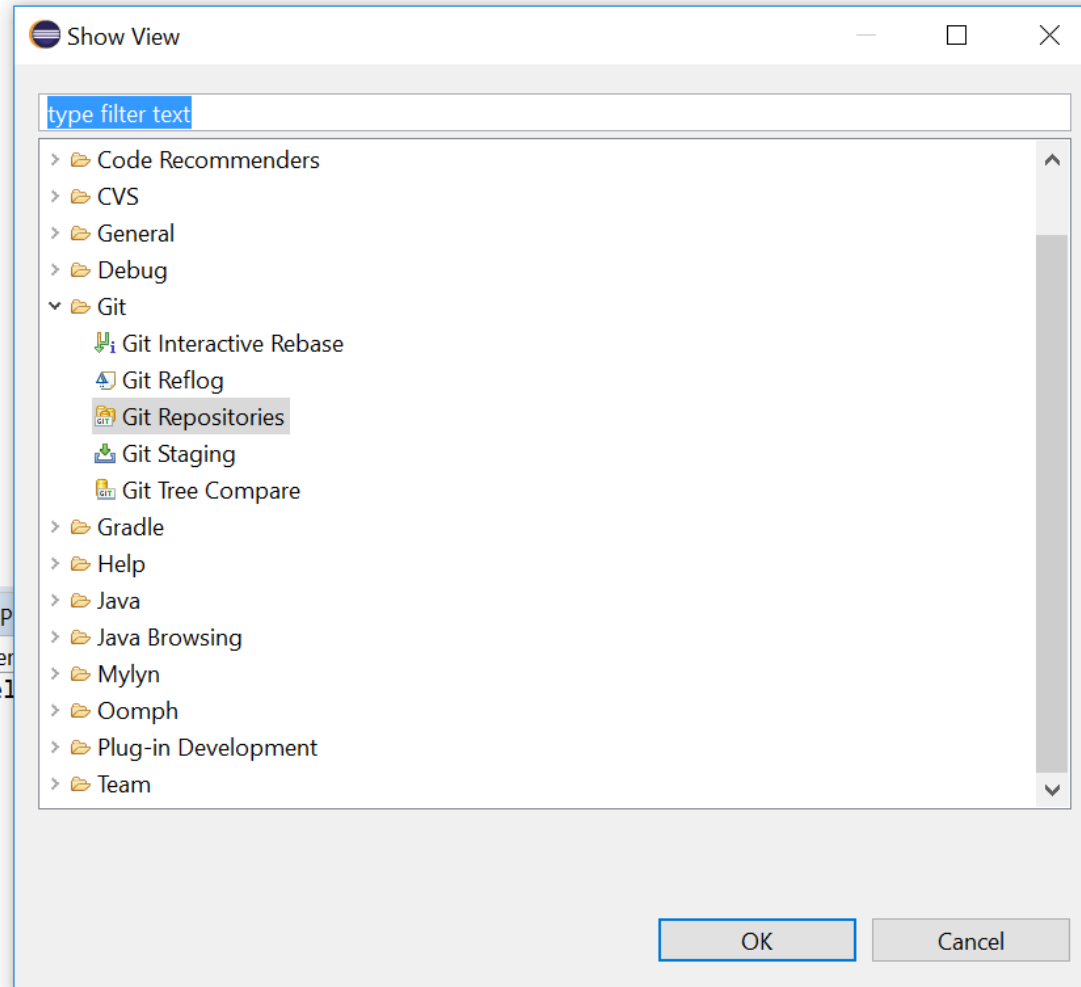 Show View
type filter text
Code Recommenders
CVS
General
Debug
Git
Git Interactive Rebase
Git Reflog
Git Repositories
Git Staging
Git Tree Compare
Gradle
Help
Java
Java Browsing
Mylyn
Oomph
Plug-in Development
Team
OK
Cancel